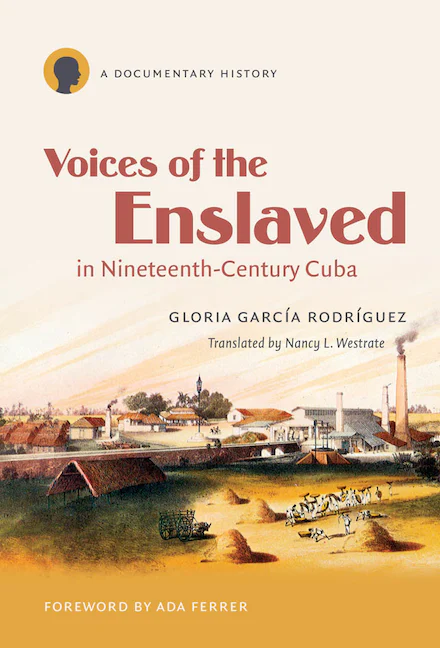 A DOCUMENTARY HISTORY
Voices of the
Enslaved
in Nineteenth-Century Cuba
GLORIA GARCÍA RODRÍGUEZ
Translated by Nancy L. Westrate
FOREWORD BY ADA FERRER